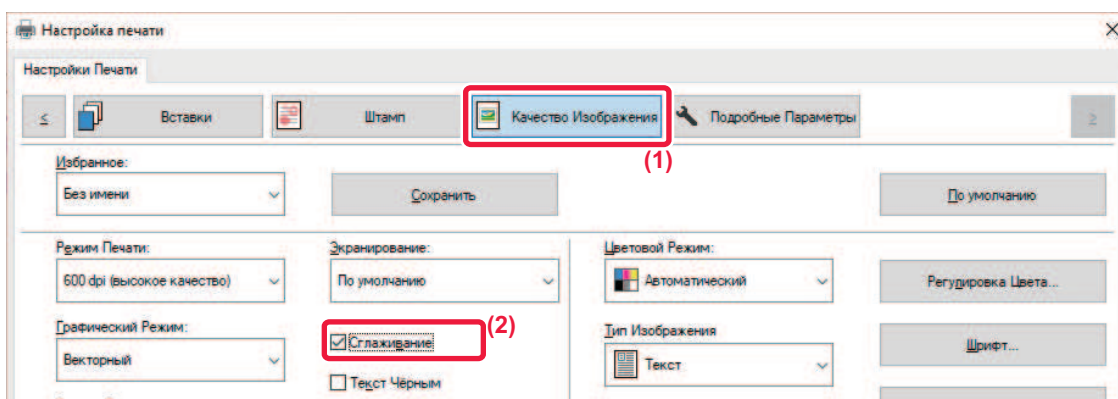 Настройка печати
Настройки Печати
< Вставки Штамп Качество Изображения Подробные Параметры >
(1)
Избранное:
Без имени Сохранить По умолчанию
Режим Печати: Экранирование: Цветовой Режим:
600 dpi (высокое качество) По умолчанию Автоматический Регулировка Цвета...
Графический Режим: (2) Тип Изображения
Векторный Сглаживание Текст Шрифт...
Текст Чёрным